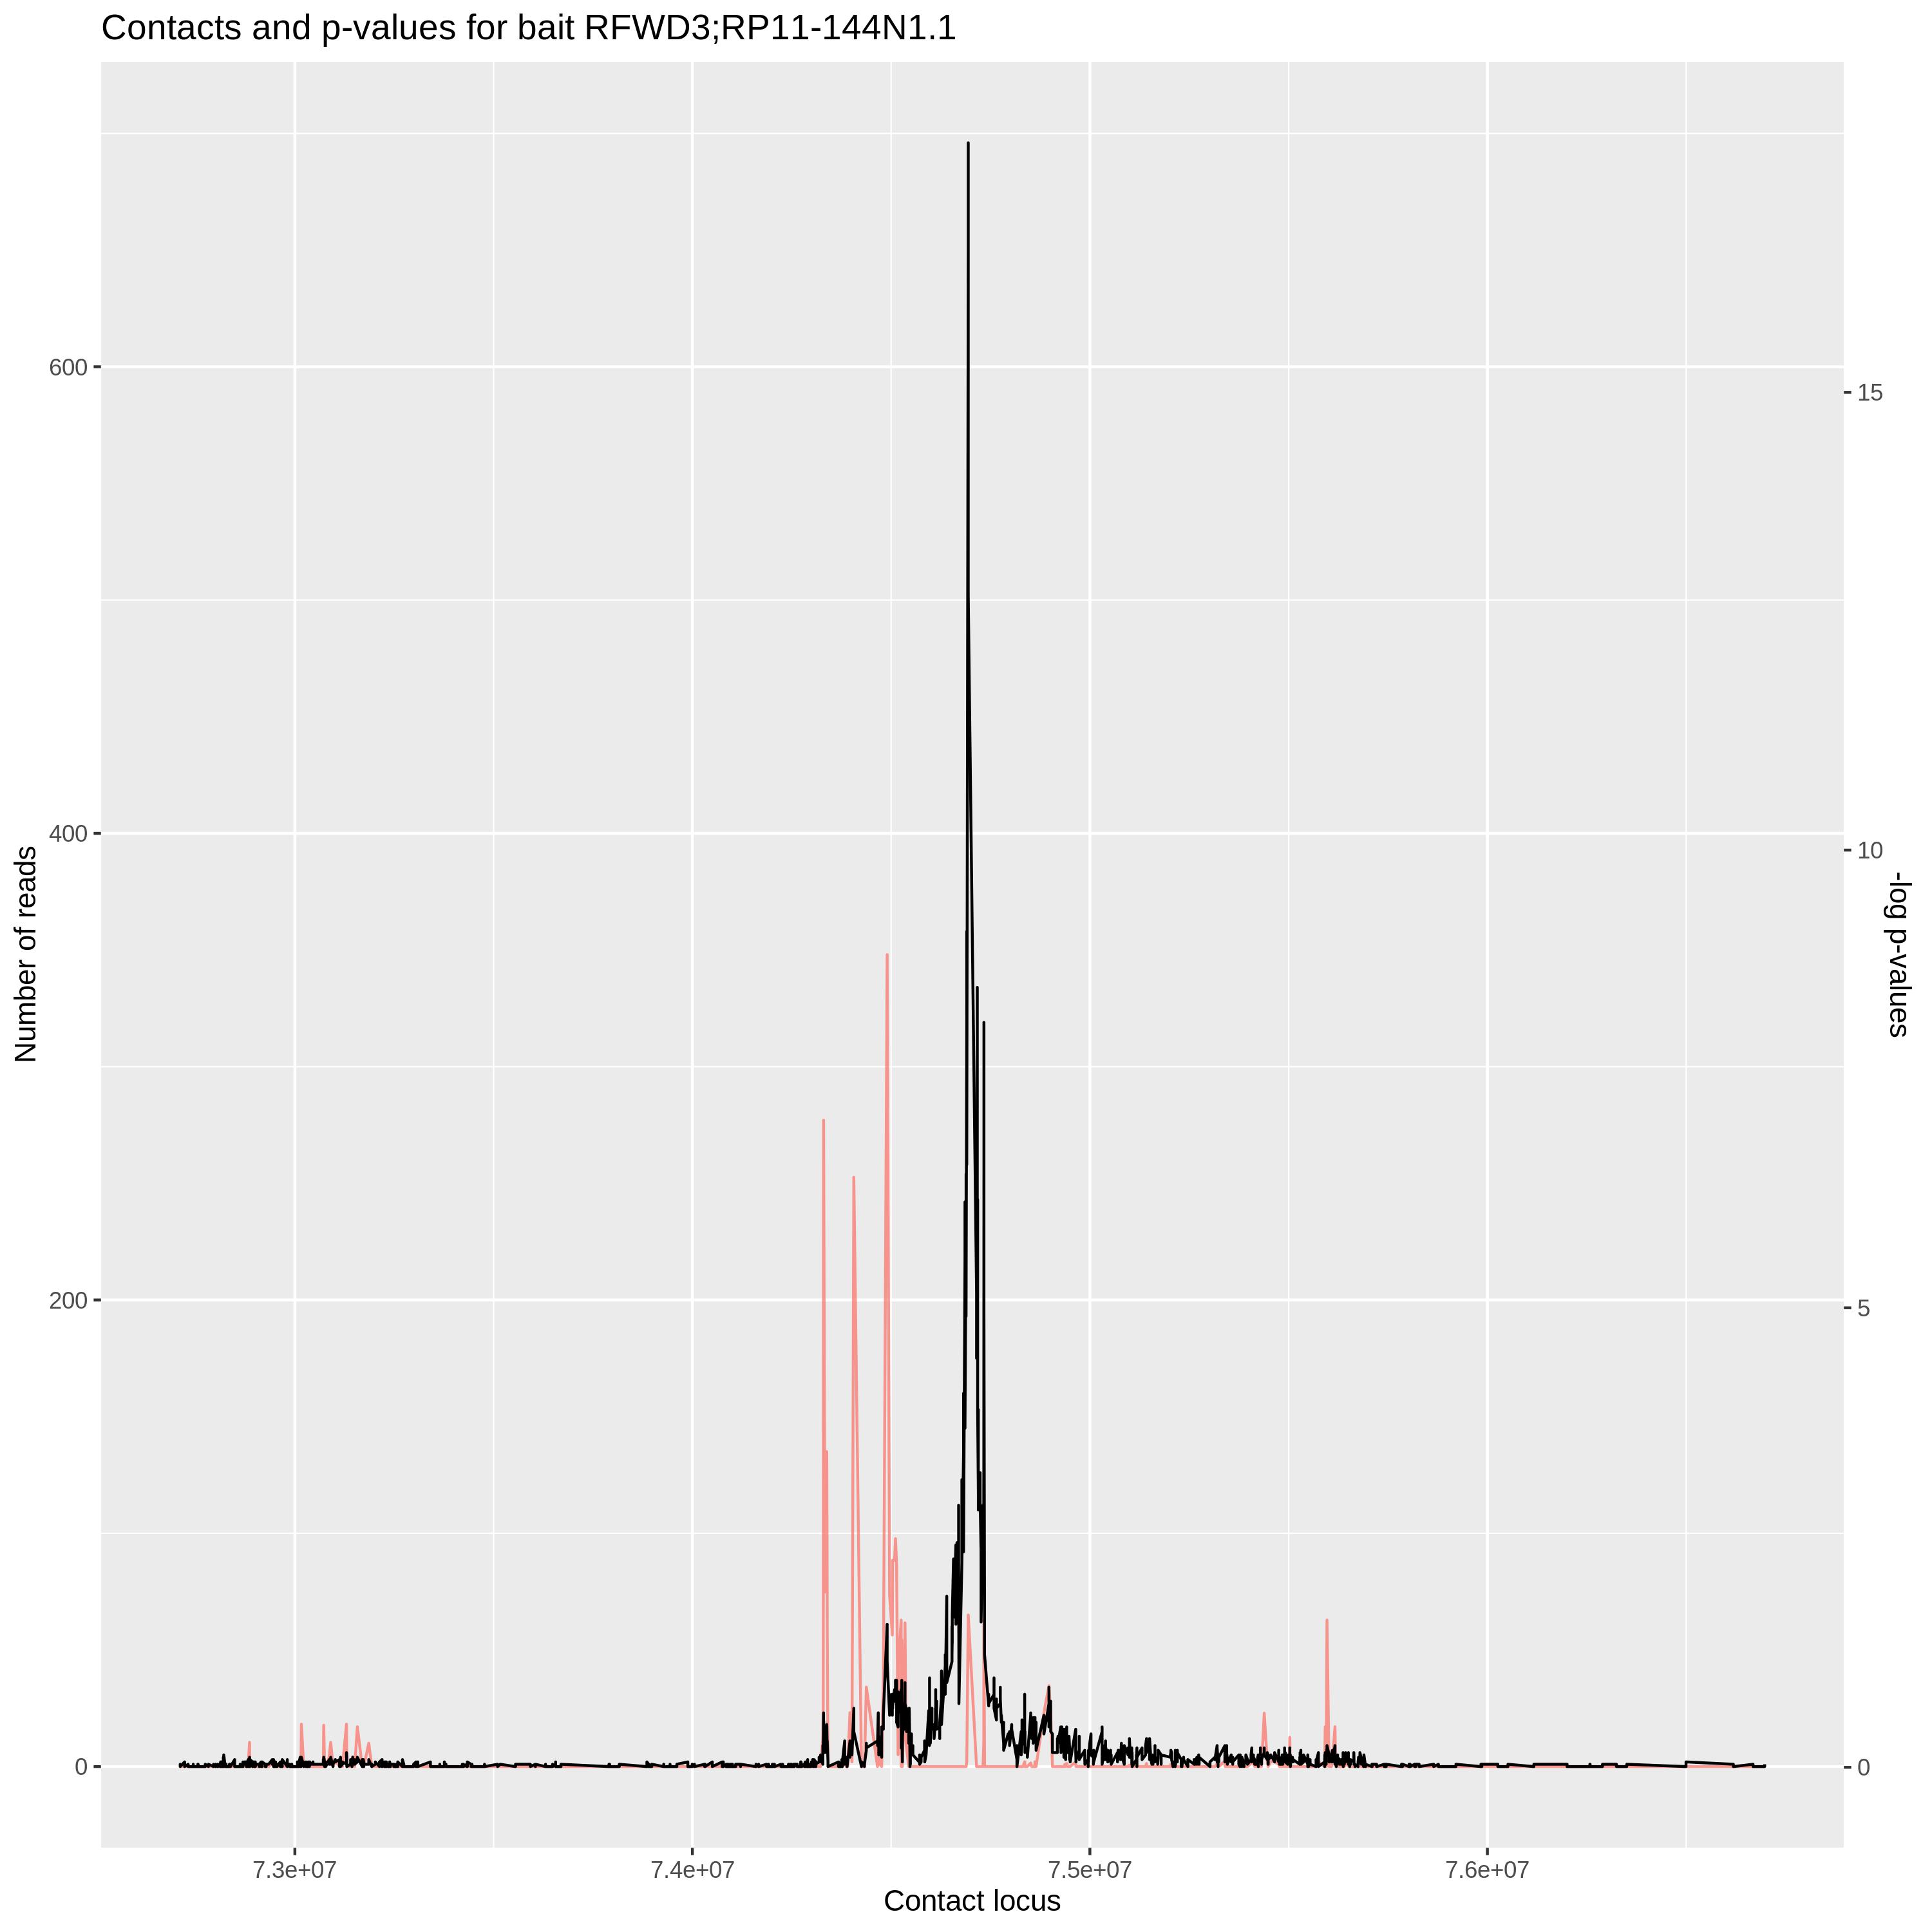 Contacts and p-values for bait RFWD3;RP11-144N1.1
600
400
200
0
Number of reads
15
10
5
0
-log p-values
7.3e+07
7.4e+07
7.5e+07
7.6e+07
Contact locus